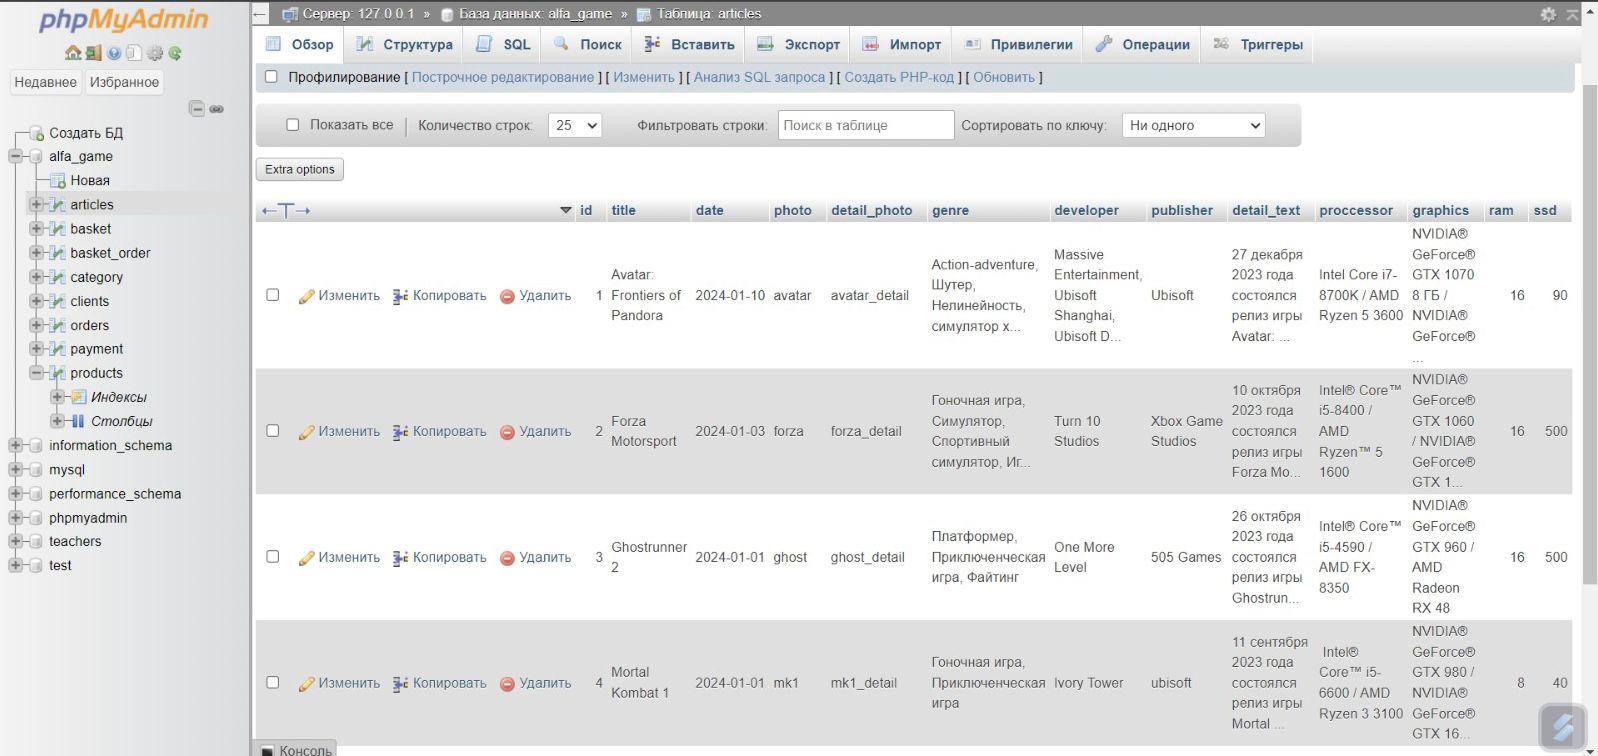 phpMyAdmin
Недавнее Избранное
Создать БД
alfa_game
Новая
articles
basket
basket_order
category
clients
orders
payment
products
Индексы
Столбцы
information_schema
mysql
performance_schema
phpmyadmin
teachers
test
Сервер: 127.0.0.1 » База данных: alfa_game » Таблица: articles
Обзор Структура SQL Поиск Вставить Экспорт Импорт Привилегии Операции Триггеры
Профилирование [ Построчное редактирование ] [ Изменить ] [ Анализ SQL запроса ] [ Создать PHP-код ] [ Обновить ]
Показать все | Количество строк: 25 Фильтровать строки: Поиск в таблице Сортировать по ключу: Ни одного
Extra options
←T→ id title date photo detail_photo genre developer publisher detail_text proccessor graphics ram ssd
Изменить Копировать Удалить 1
Avatar:
Frontiers of
Pandora
2024-01-10 avatar avatar_detail
Action-adventure,
Шутер,
Нелинейность,
симулятор х...
Massive
Entertainment,
Ubisoft
Shanghai,
Ubisoft D...
Ubisoft
27 декабря
2023 года
состоялся
релиз игры
Avatar: ...
Intel Core i7-
8700K / AMD
Ryzen 5 3600
NVIDIA®
GeForce®
GTX 1070
8 ГБ /
NVIDIA®
GeForce®
...
16 90
Изменить Копировать Удалить 2
Forza
Motorsport
2024-01-03 forza forza_detail
Гоночная игра,
Симулятор,
Спортивный
симулятор, Иг...
Turn 10
Studios
Xbox Game
Studios
10 октября
2023 года
состоялся
релиз игры
Forza Mo...
Intel® Core™
i5-8400 /
AMD
Ryzen™ 5
1600
NVIDIA®
GeForce®
GTX 1060
/ NVIDIA®
GeForce®
GTX 1...
16 500
Изменить Копировать Удалить 3
Ghostrunner
2
2024-01-01 ghost ghost_detail
Платформер,
Приключенческая
игра, Файтинг
One More
Level
505 Games
26 октября
2023 года
состоялся
релиз игры
Ghostrun...
Intel® Core™
i5-4590 /
AMD FX-
8350
NVIDIA®
GeForce®
GTX 960 /
AMD
Radeon
RX 48
16 500
Изменить Копировать Удалить 4
Mortal
Kombat 1
2024-01-01 mk1 mk1_detail
Гоночная игра,
Приключенческая
игра
Ivory Tower
ubisoft
11 сентября
2023 года
состоялся
релиз игры
Mortal ...
Intel®
Core™ i5-
6600 / AMD
Ryzen 3 3100
NVIDIA®
GeForce®
GTX 980 /
NVIDIA®
GeForce®
GTX 16...
8 40
Консоль